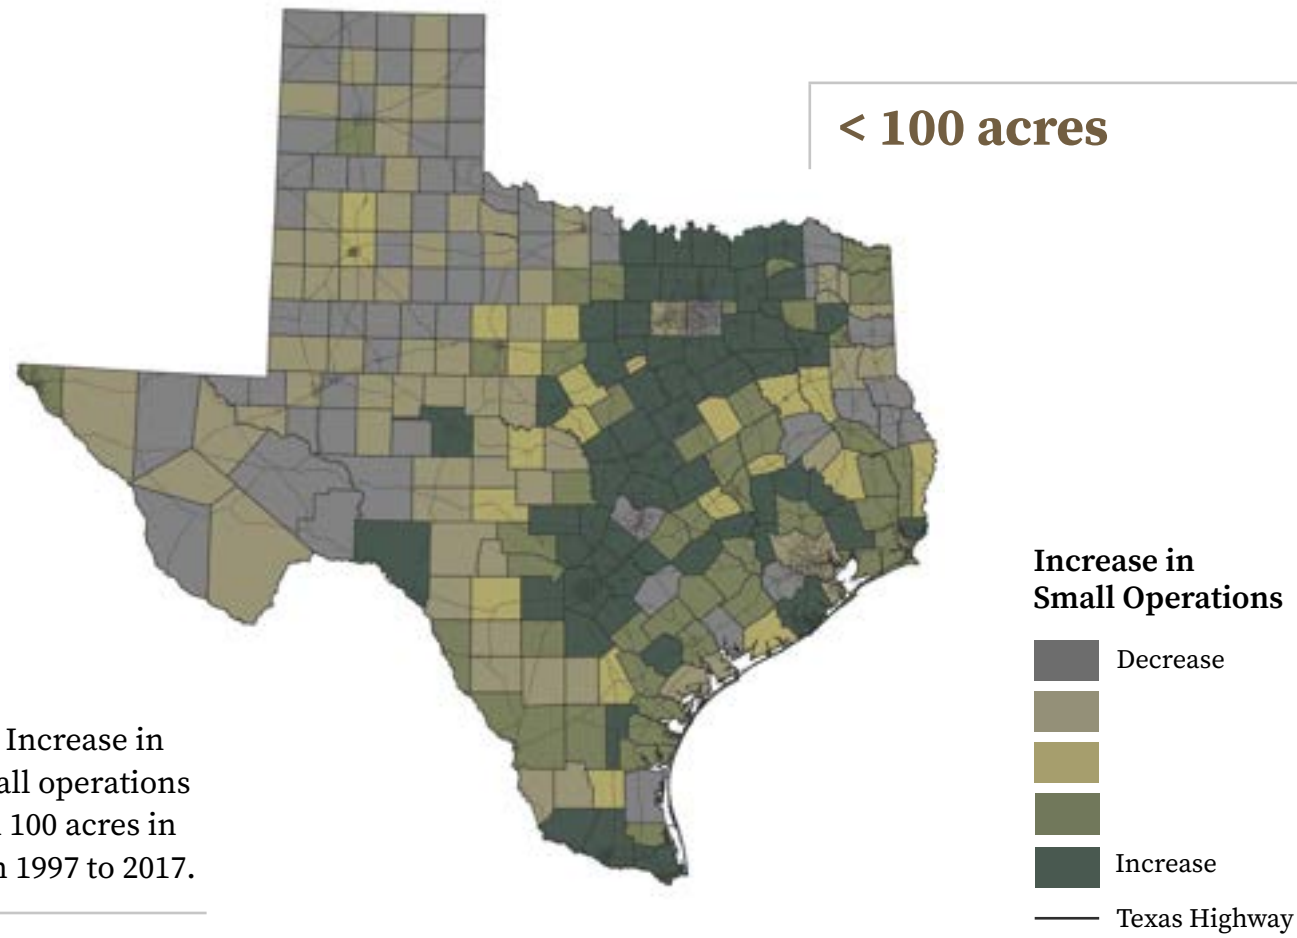 < 100 acres
Increase in
Small Operations
Decrease
Increase
Texas Highway
Increase in
all operations
100 acres in
1997 to 2017.